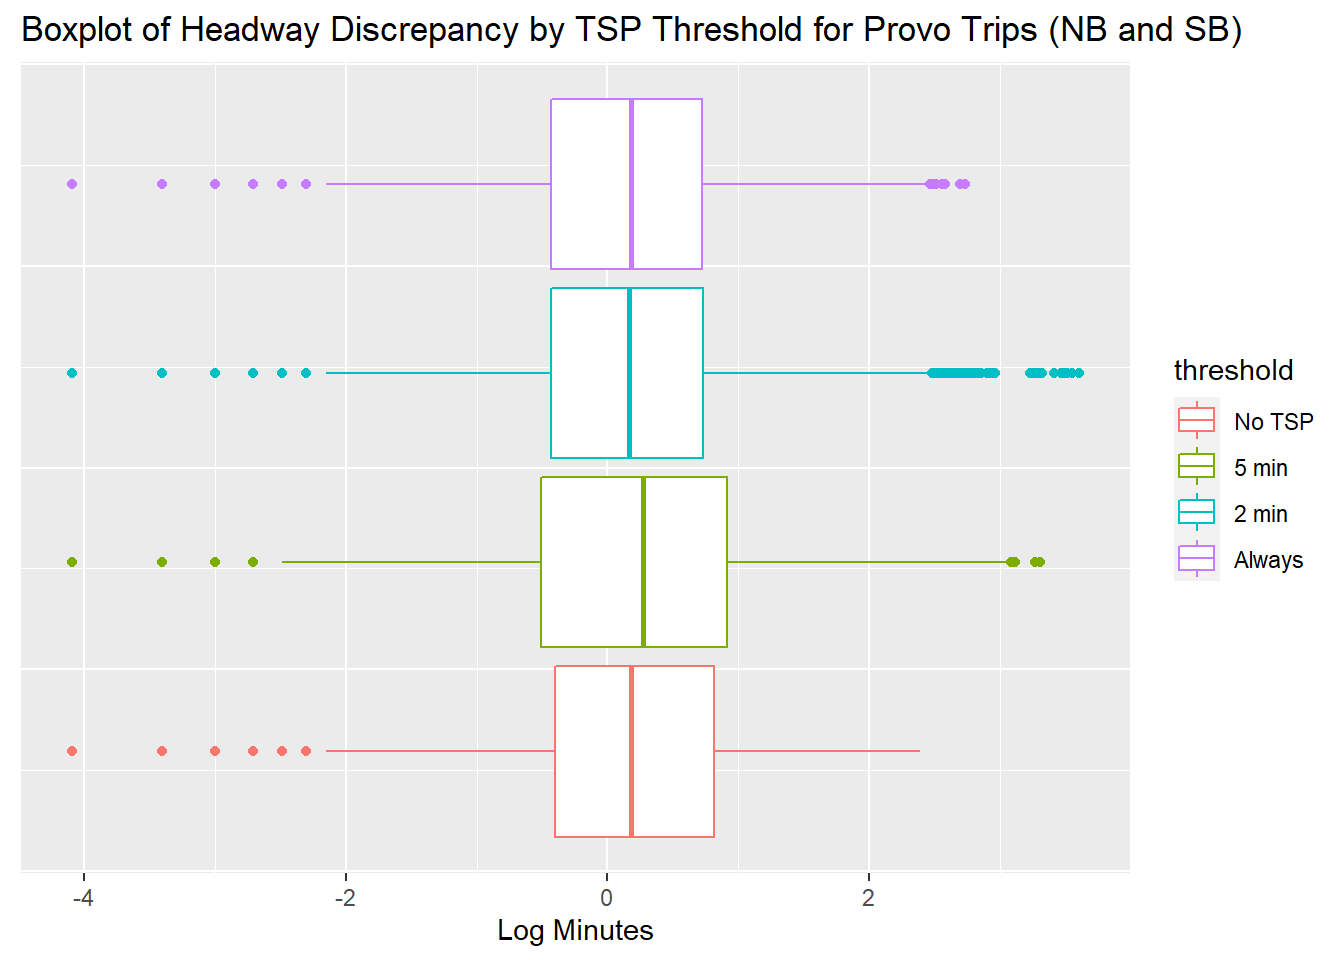 Boxplot of Headway Discrepancy by TSP Threshold for Provo Trips (NB and SB)
threshold
No TSP
5 min
2 min
Always
-4
-2
0
2
Log Minutes